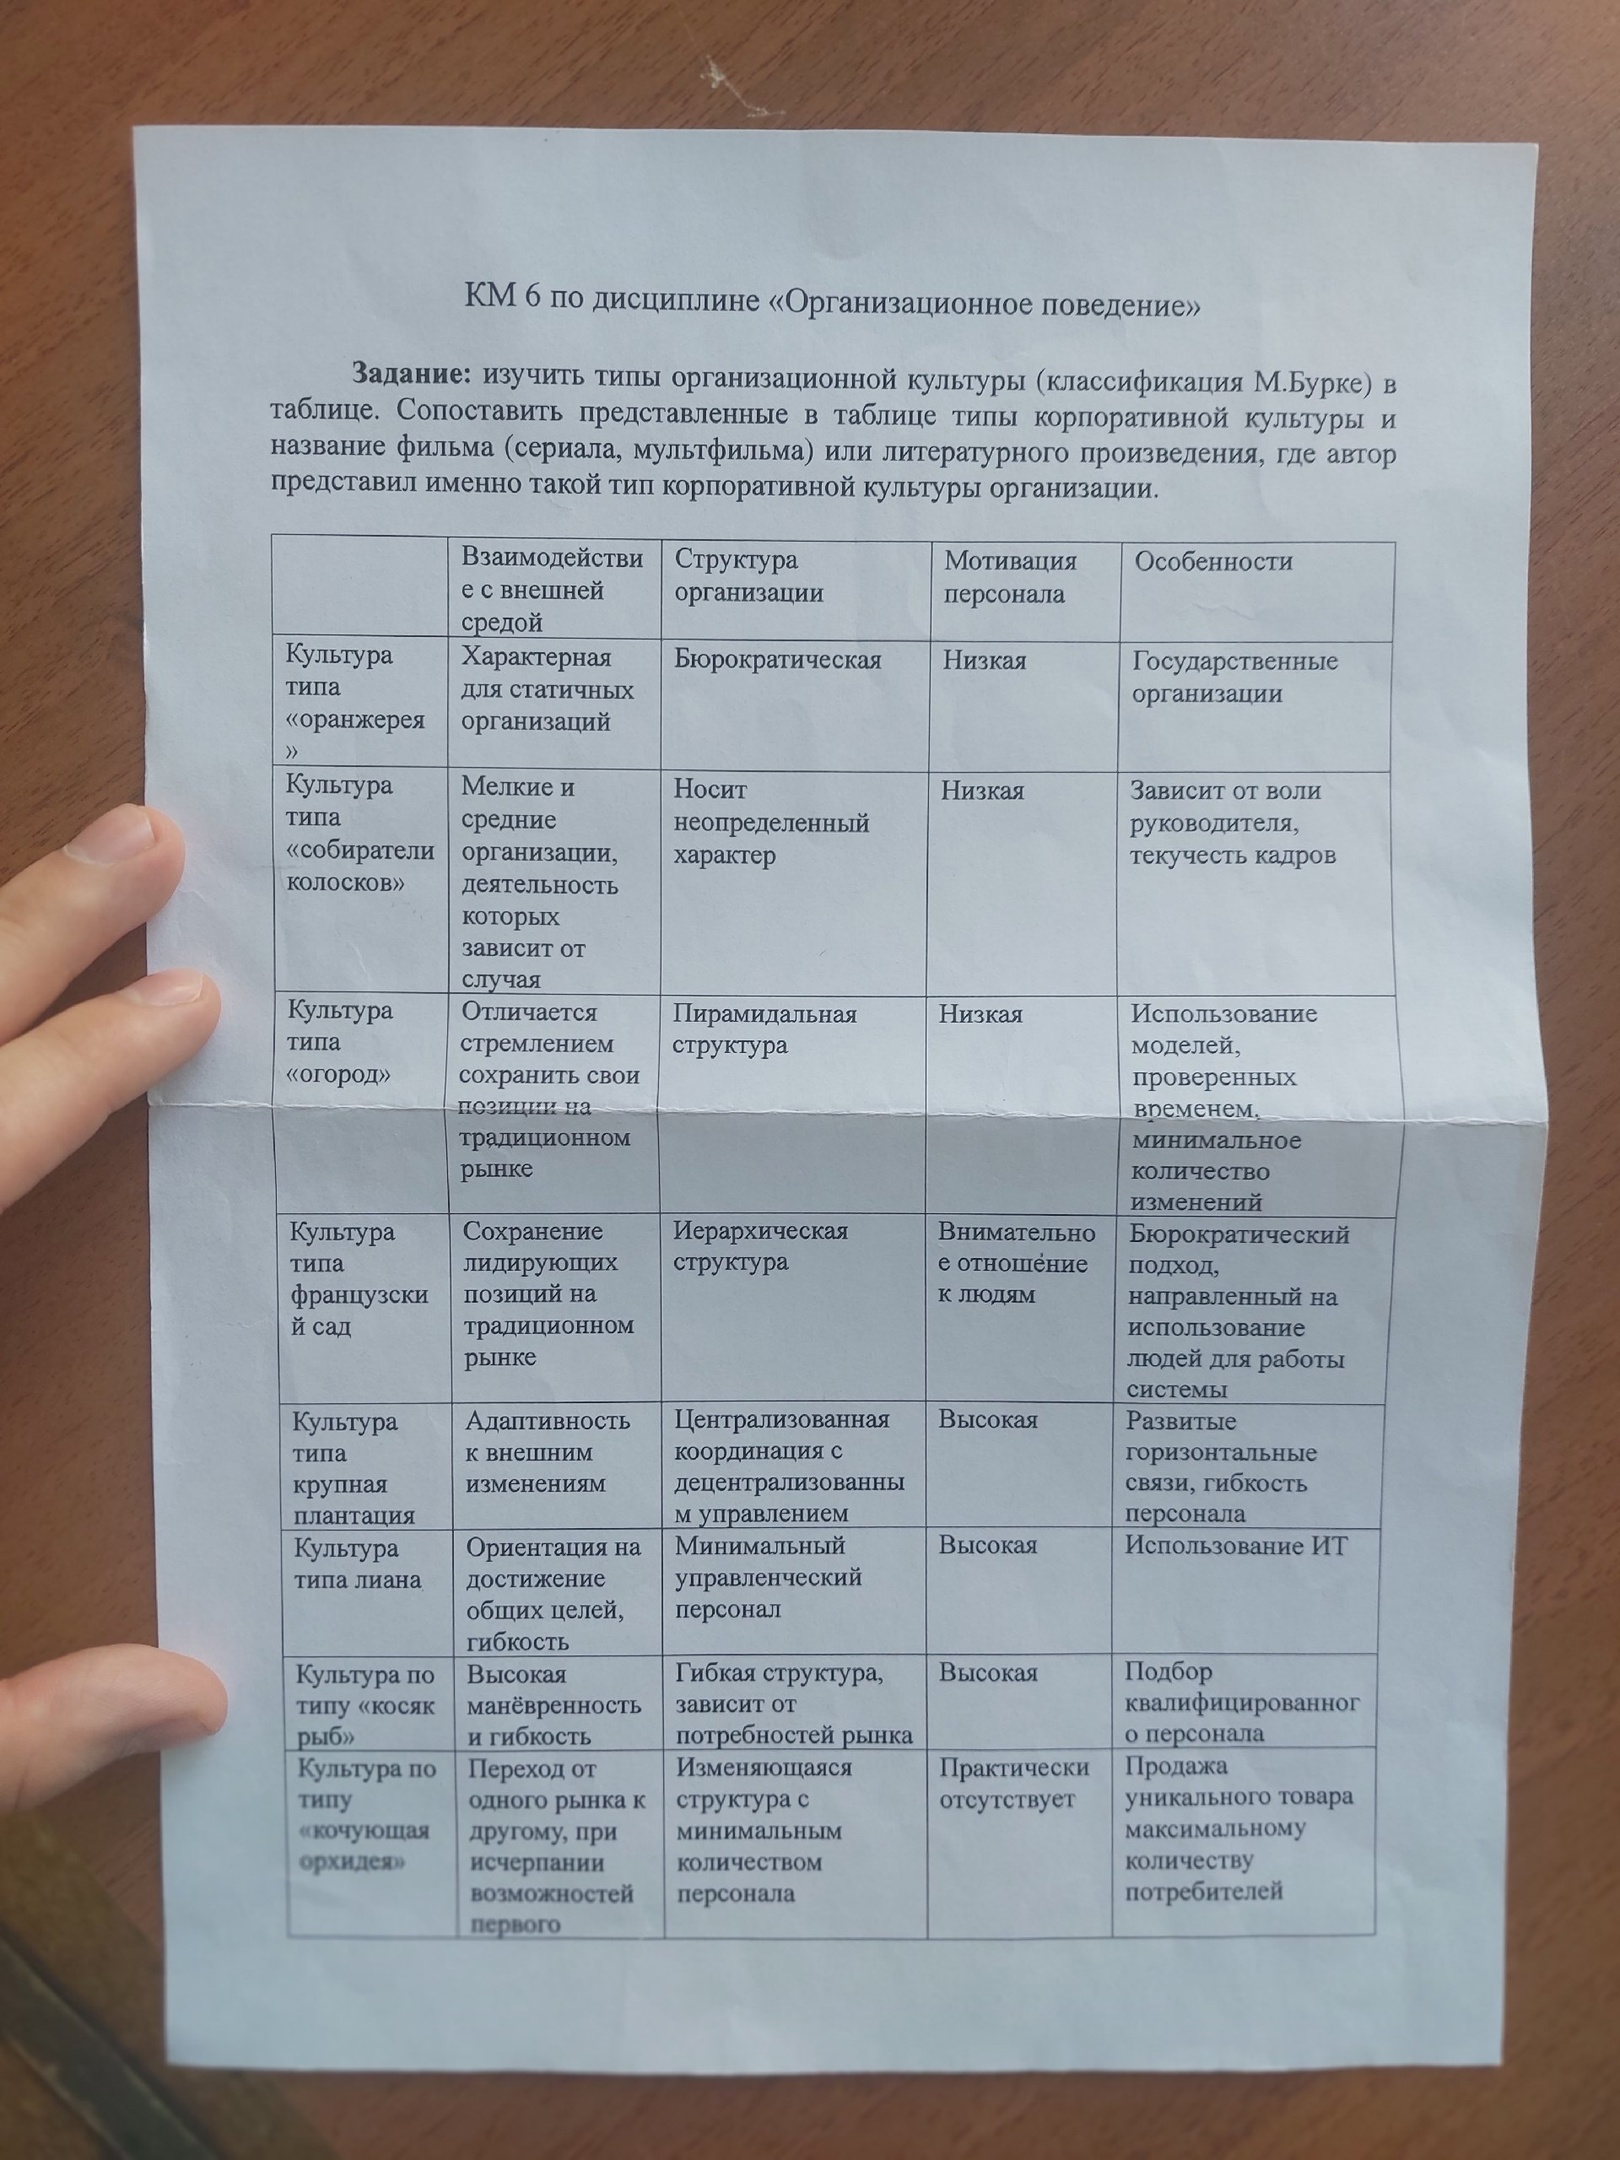 КМ 6 по дисциплине «Организационное поведение»
Задание: изучить типы организационной культуры (классификация М.Бурке) в
таблице. Сопоставить представленные в таблице типы корпоративной культуры и
название фильма (сериала, мультфильма) или литературного произведения, где автор
представил именно такой тип корпоративной культуры организации.
Взаимодействи
е с внешней
средой
Структура
организации
Мотивация
персонала
Особенности
Культура
типа
«оранжерея
»
Характерная
для статичных
организаций
Бюрократическая
Низкая
Государственные
организации
Культура
типа
«собиратели
колосков»
Мелкие и
средние
организации,
деятельность
которых
зависит от
случая
Носит
неопределенный
характер
Низкая
Зависит от воли
руководителя,
текучесть кадров
Культура
типа
«огород»
Отличается
стремлением
сохранить свои
позиции на
традиционном
рынке
Пирамидальная
структура
Низкая
Использование
моделей,
проверенных
временем,
минимальное
количество
изменений
Культура
типа
французски
й сад
Сохранение
лидирующих
позиций на
традиционном
рынке
Иерархическая
структура
Внимательно
е отношение
к людям
Бюрократический
подход,
направленный на
использование
людей для работы
системы
Культура
типа
крупная
плантация
Адаптивность
к внешним
изменениям
Централизованная
координация с
децентрализованны
м управлением
Высокая
Развитые
горизонтальные
связи, гибкость
персонала
Культура
типа лиана
Ориентация на
достижение
общих целей,
гибкость
Минимальный
управленческий
персонал
Высокая
Использование ИТ
Культура по
типу «косяк
рыб»
Высокая
манёвренность
и гибкость
Гибкая структура,
зависит от
потребностей рынка
Высокая
Подбор
квалифицированног
о персонала
Культура по
типу
«кочующая
орхидея»
Переход от
одного рынка к
другому, при
исчерпании
возможностей
первого
Изменяющаяся
структура с
минимальным
количеством
персонала
Практически
отсутствует
Продажа
уникального товара
максимальному
количеству
потребителей